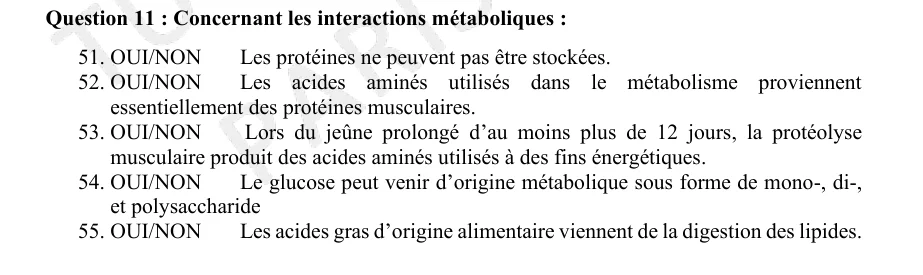 Question 11 : Concernant les interactions métaboliques :
51. OUI/NON Les protéines ne peuvent pas être stockées.
52. OUI/NON Les acides aminés utilisés dans le métabolisme proviennent
essentiellement des protéines musculaires.
53. OUI/NON Lors du jeûne prolongé d'au moins plus de 12 jours, la protéolyse
musculaire produit des acides aminés utilisés à des fins énergétiques.
54. OUI/NON Le glucose peut venir d'origine métabolique sous forme de mono-, di-,
et polysaccharide
55. OUI/NON Les acides gras d'origine alimentaire viennent de la digestion des lipides.